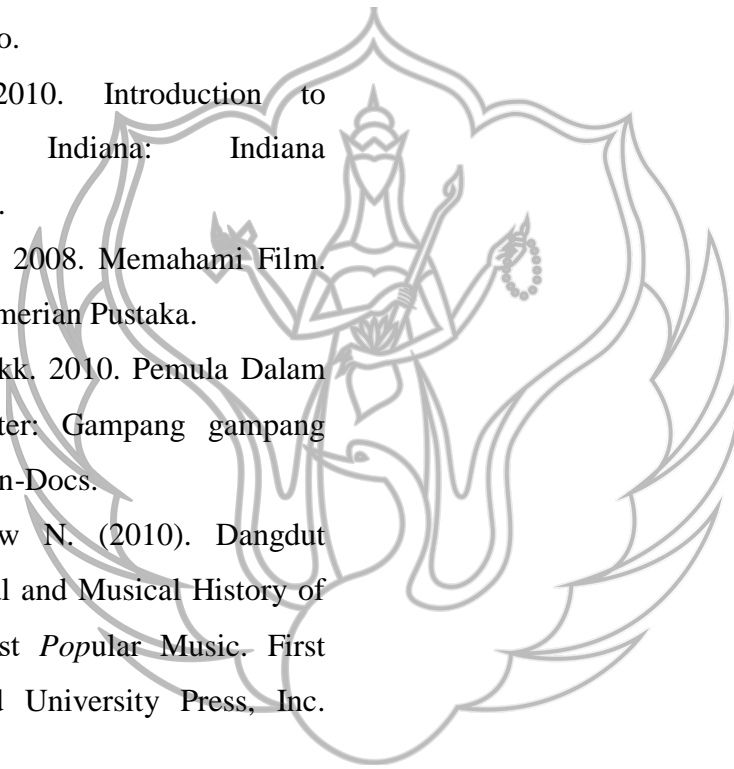 o.
2010. Introduction to
Indiana: Indiana
.
2008. Memahami Film.
merian Pustaka.
kk. 2010. Pemula Dalam
ter: Gampang gampang
n-Docs.
w N. (2010). Dangdut
al and Musical History of
st Popular Music. First
d University Press, Inc.